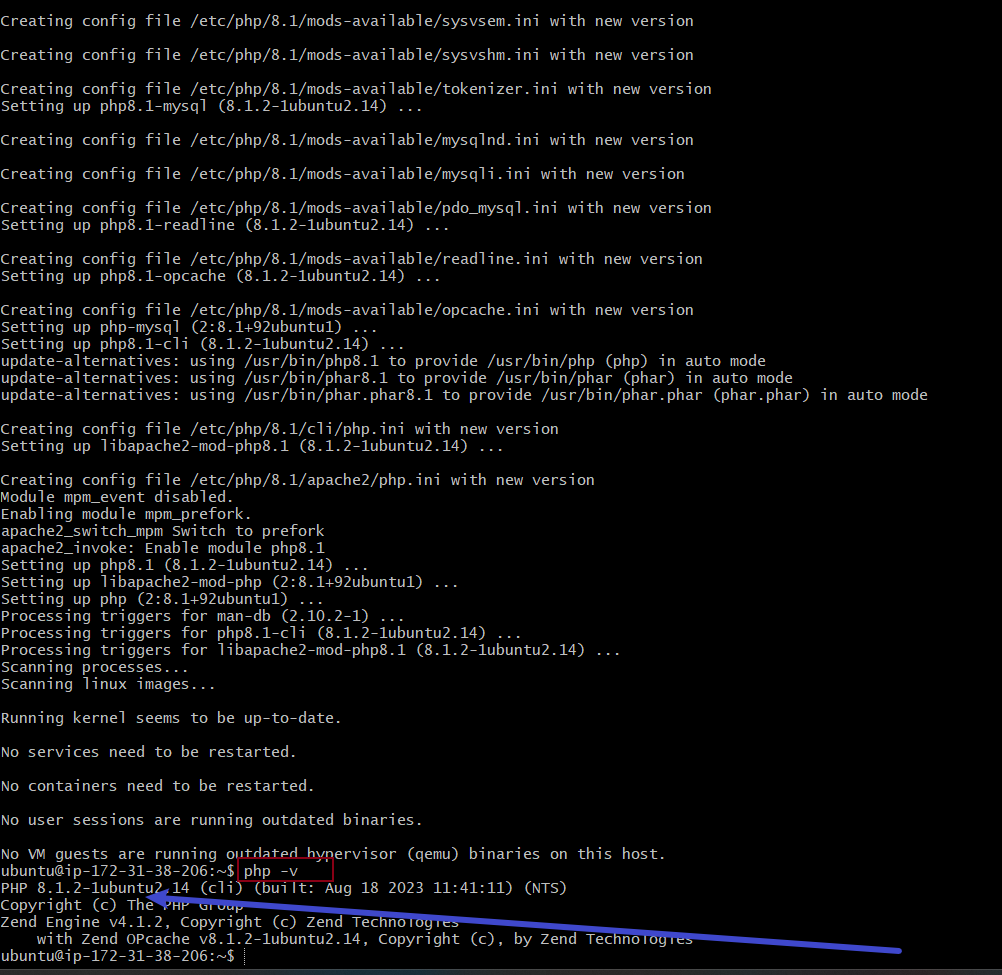 Creating config file /etc/php/8.1/mods-available/sysvsem.ini with new version
Creating config file /etc/php/8.1/mods-available/sysvshm.ini with new version
Creating config file /etc/php/8.1/mods-available/tokenizer.ini with new version
Setting up php8.1-mysql (8.1.2-1ubuntu2.14) ...
Creating config file /etc/php/8.1/mods-available/mysqlnd.ini with new version
Creating config file /etc/php/8.1/mods-available/mysqli.ini with new version
Creating config file /etc/php/8.1/mods-available/pdo_mysql.ini with new version
Setting up php8.1-readline (8.1.2-1ubuntu2.14) ...
Creating config file /etc/php/8.1/mods-available/readline.ini with new version
Setting up php8.1-opcache (8.1.2-1ubuntu2.14) ...
Creating config file /etc/php/8.1/mods-available/opcache.ini with new version
Setting up php-mysql (2:8.1+92ubuntu1) ...
Setting up php8.1-cli (8.1.2-1ubuntu2.14) ...
update-alternatives: using /usr/bin/php8.1 to provide /usr/bin/php (php) in auto mode
update-alternatives: using /usr/bin/phar8.1 to provide /usr/bin/phar (phar) in auto mode
update-alternatives: using /usr/bin/phar.phar8.1 to provide /usr/bin/phar.phar (phar.phar) in auto mode
Creating config file /etc/php/8.1/cli/php.ini with new version
Setting up libapache2-mod-php8.1 (8.1.2-1ubuntu2.14) ...
Creating config file /etc/php/8.1/apache2/php.ini with new version
Module mpm_event disabled.
Enabling module mpm_prefork.
apache2_switch_mpm Switch to prefork
apache2_invoke: Enable module php8.1
Setting up php8.1 (8.1.2-1ubuntu2.14) ...
Setting up libapache2-mod-php (2:8.1+92ubuntu1) ...
Setting up php (2:8.1+92ubuntu1) ...
Processing triggers for man-db (2.10.2-1) ...
Processing triggers for php8.1-cli (8.1.2-1ubuntu2.14) ...
Processing triggers for libapache2-mod-php8.1 (8.1.2-1ubuntu2.14) ...
Scanning processes...
Scanning linux images...
Running kernel seems to be up-to-date.
No services need to be restarted.
No containers need to be restarted.
No user sessions are running outdated binaries.
No VM guests are running outdated hypervisor (qemu) binaries on this host.
ubuntu@ip-172-31-38-206:~$ php -v
PHP 8.1.2-1ubuntu2.14 (cli) (built: Aug 18 2023 11:41:11) (NTS)
Copyright (c) The PHP Group
Zend Engine v4.1.2, Copyright (c) Zend Technologies
    with Zend OPcache v8.1.2-1ubuntu2.14, Copyright (c), by Zend Technologies
ubuntu@ip-172-31-38-206:~$